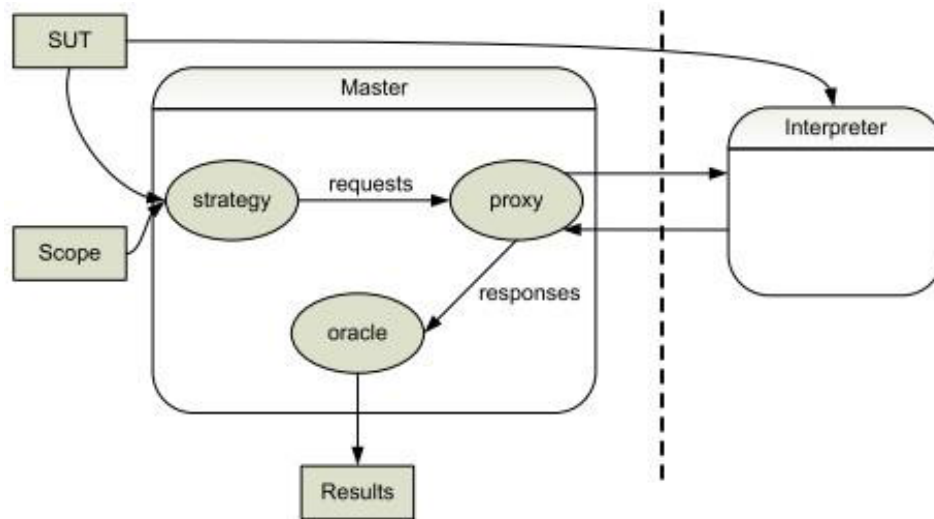 SUT
Master
Interpreter
strategy
requests
proxy
Scope
responses
oracle
Results